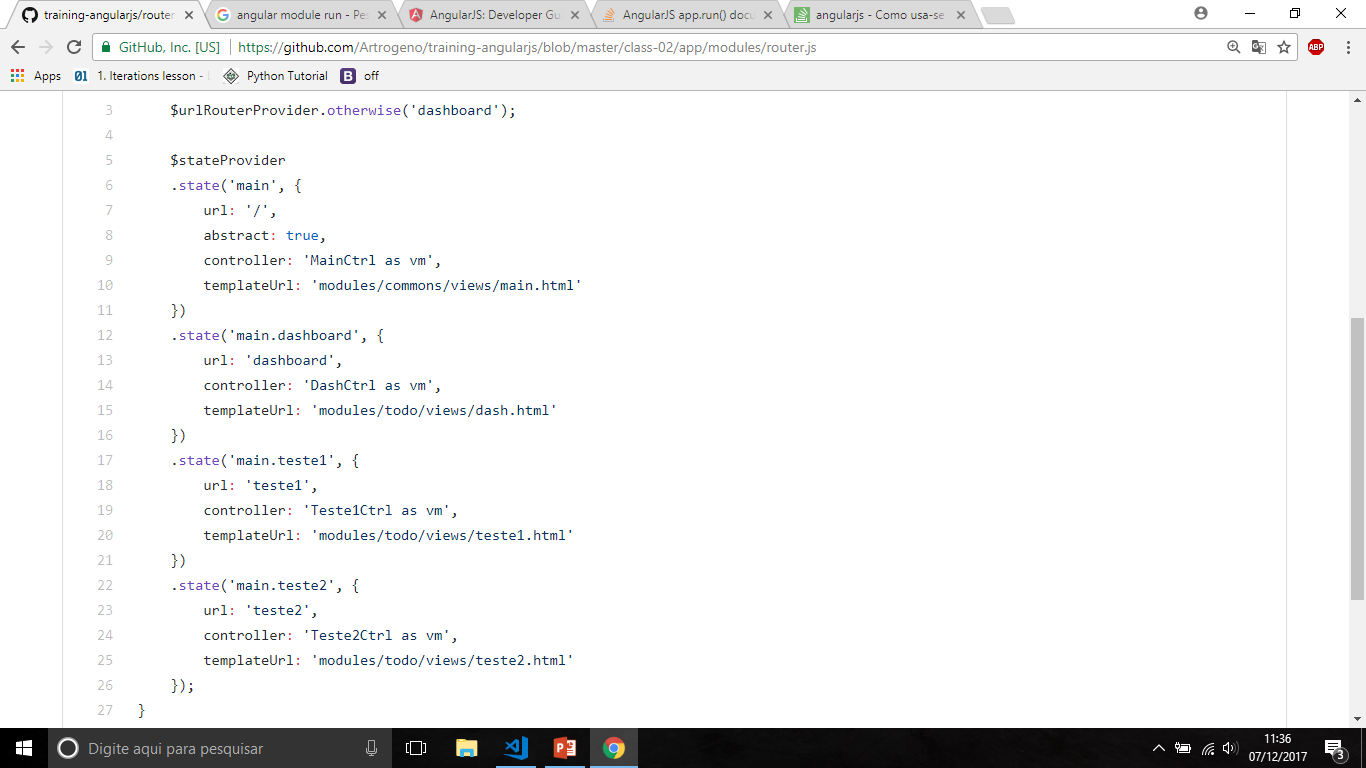 training-angularjs/router
angular module run - Pes
AngularJS: Developer Gu
AngularJS app.run() docu
angularjs - Como usa-se
GitHub, Inc. [US]
https://github.com/Artrogeno/training-angularjs/blob/master/class-02/app/modules/router.js
ABP
Apps
01
1. Iterations lesson -
Python Tutorial
B
off
3 $urlRouterProvider.otherwise('dashboard');
4
5 $stateProvider
6 .state('main', {
7 url: '/',
8 abstract: true,
9 controller: 'MainCtrl as vm',
10 templateUrl: 'modules/commons/views/main.html'
11 })
12 .state('main.dashboard', {
13 url: 'dashboard',
14 controller: 'DashCtrl as vm',
15 templateUrl: 'modules/todo/views/dash.html'
16 })
17 .state('main.teste1', {
18 url: 'teste1',
19 controller: 'Teste1Ctrl as vm',
20 templateUrl: 'modules/todo/views/teste1.html'
21 })
22 .state('main.teste2', {
23 url: 'teste2',
24 controller: 'Teste2Ctrl as vm',
25 templateUrl: 'modules/todo/views/teste2.html'
26 });
27 }
Digite aqui para pesquisar
11:36
07/12/2017
3